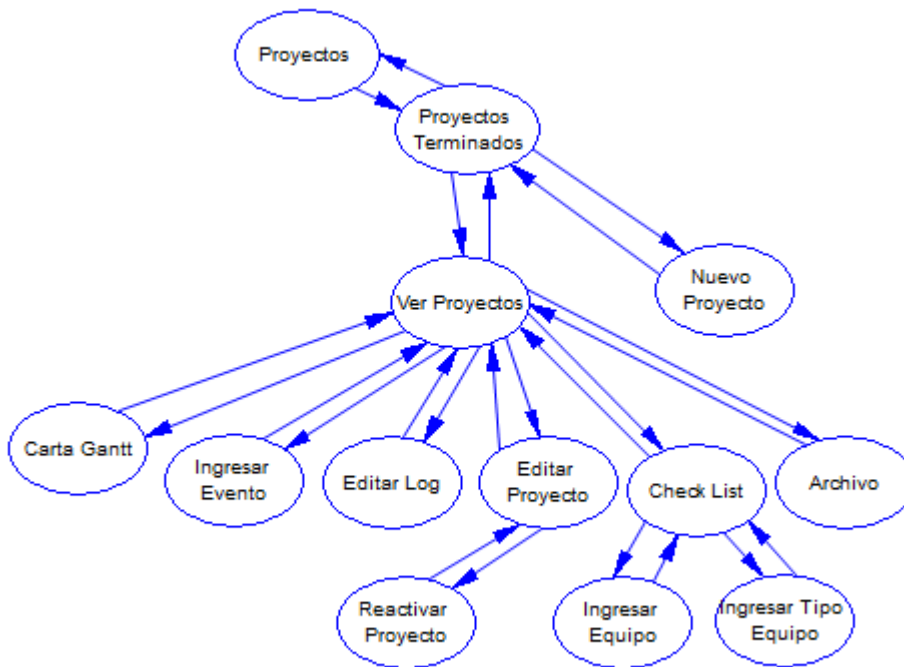 Proyectos
Proyectos
Terminados
Nuevo
Proyecto
Ver Proyectos
Carta Gantt
Ingresar
Evento
Editar Log
Editar
Proyecto
Check List
Archivo
Reactivar
Proyecto
Ingresar
Equipo
Ingresar Tipo
Equipo